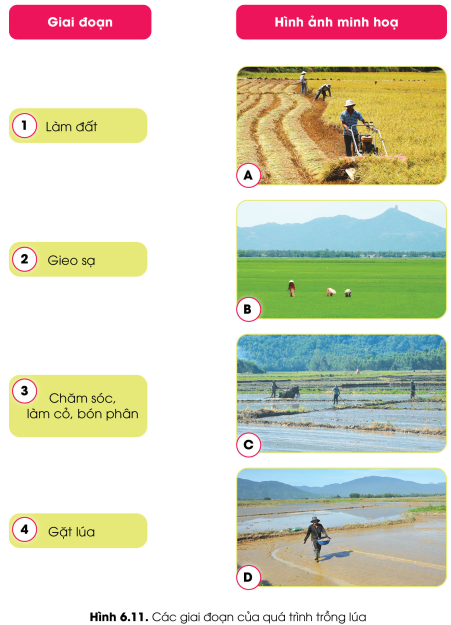 Giai đoạn
Hình ảnh minh hoạ
1 Làm đất
A
2 Gieo sạ
B
3 Chăm sóc,
làm cỏ, bón phân
C
4 Gặt lúa
D
Hình 6.11. Các giai đoạn của quá trình trồng lúa